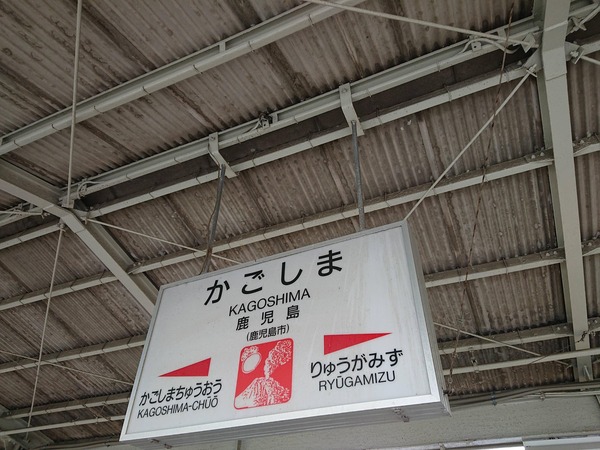 かごしま
KAGOSHIMA
鹿児島
(鹿児島市)
かごしまちゅうおう
KAGOSHIMA-CHŪŌ
りゅうがみず
RYŪGAMIZU